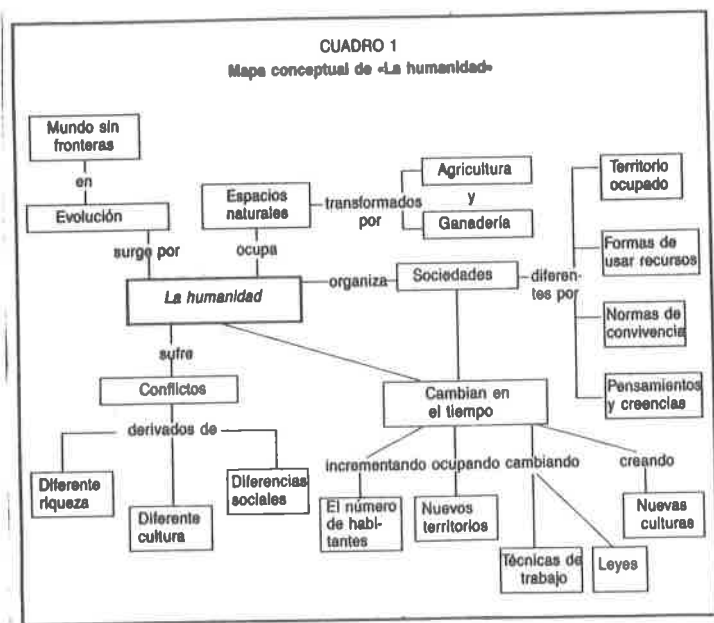 CUADRO 1
Mapa conceptual de «La humanidad»
Mundo sin
fronteras
en
Evolución
surge por
Espacios
naturales
ocupa
transformados
por
Agricultura
y
Ganadería
La humanidad
organiza
Sociedades
diferen-
tes por
Territorio
ocupado
Formas de
usar recursos
Normas de
convivencia
Pensamientos
y creencias
sufre
Conflictos
derivados de
Diferente
riqueza
Diferente
cultura
Diferencias
sociales
Cambian en
el tiempo
incrementando ocupando cambiando creando
El número
de habi-
tantes
Nuevos
territorios
Técnicas de
trabajo
Leyes
Nuevas
culturas